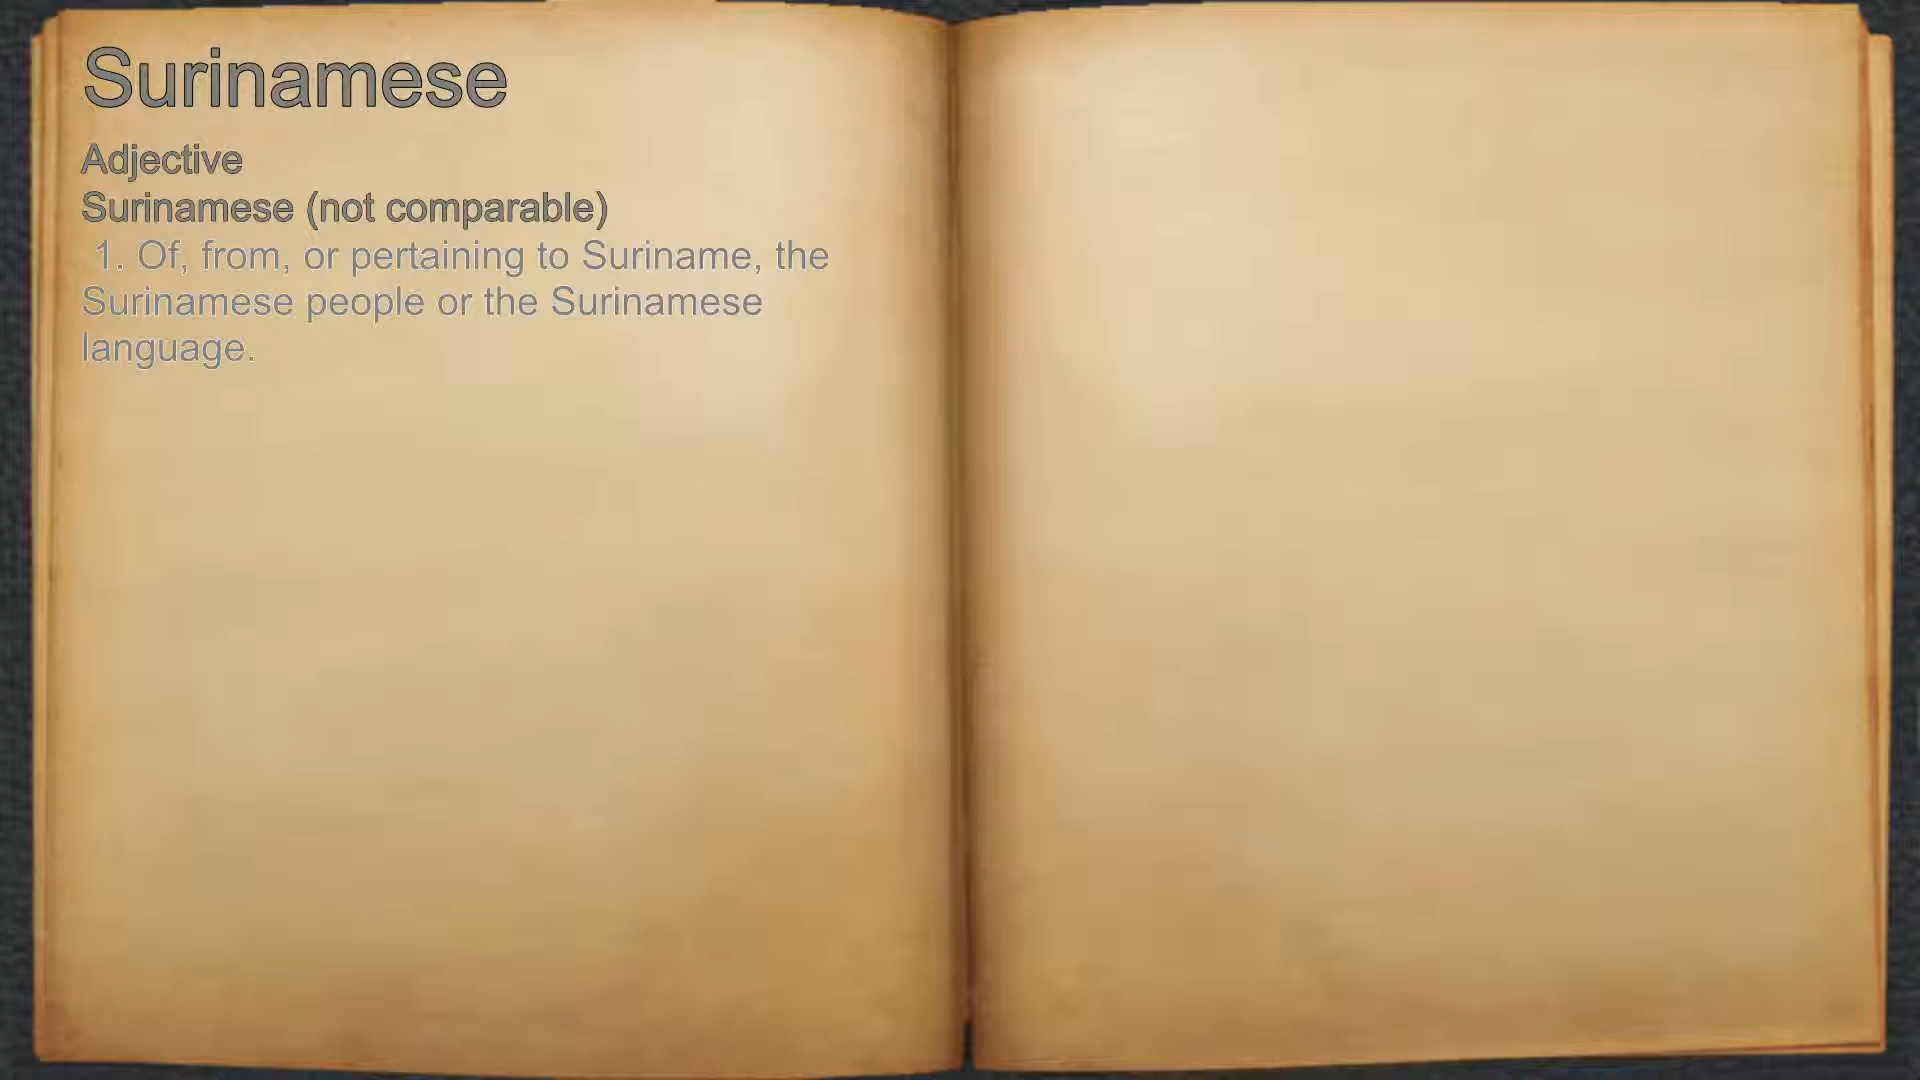 Surinamese
Adjective
Surinamese (not comparable)
1. Of, from, or pertaining to Suriname, the
Surinamese people or the Surinamese
language.